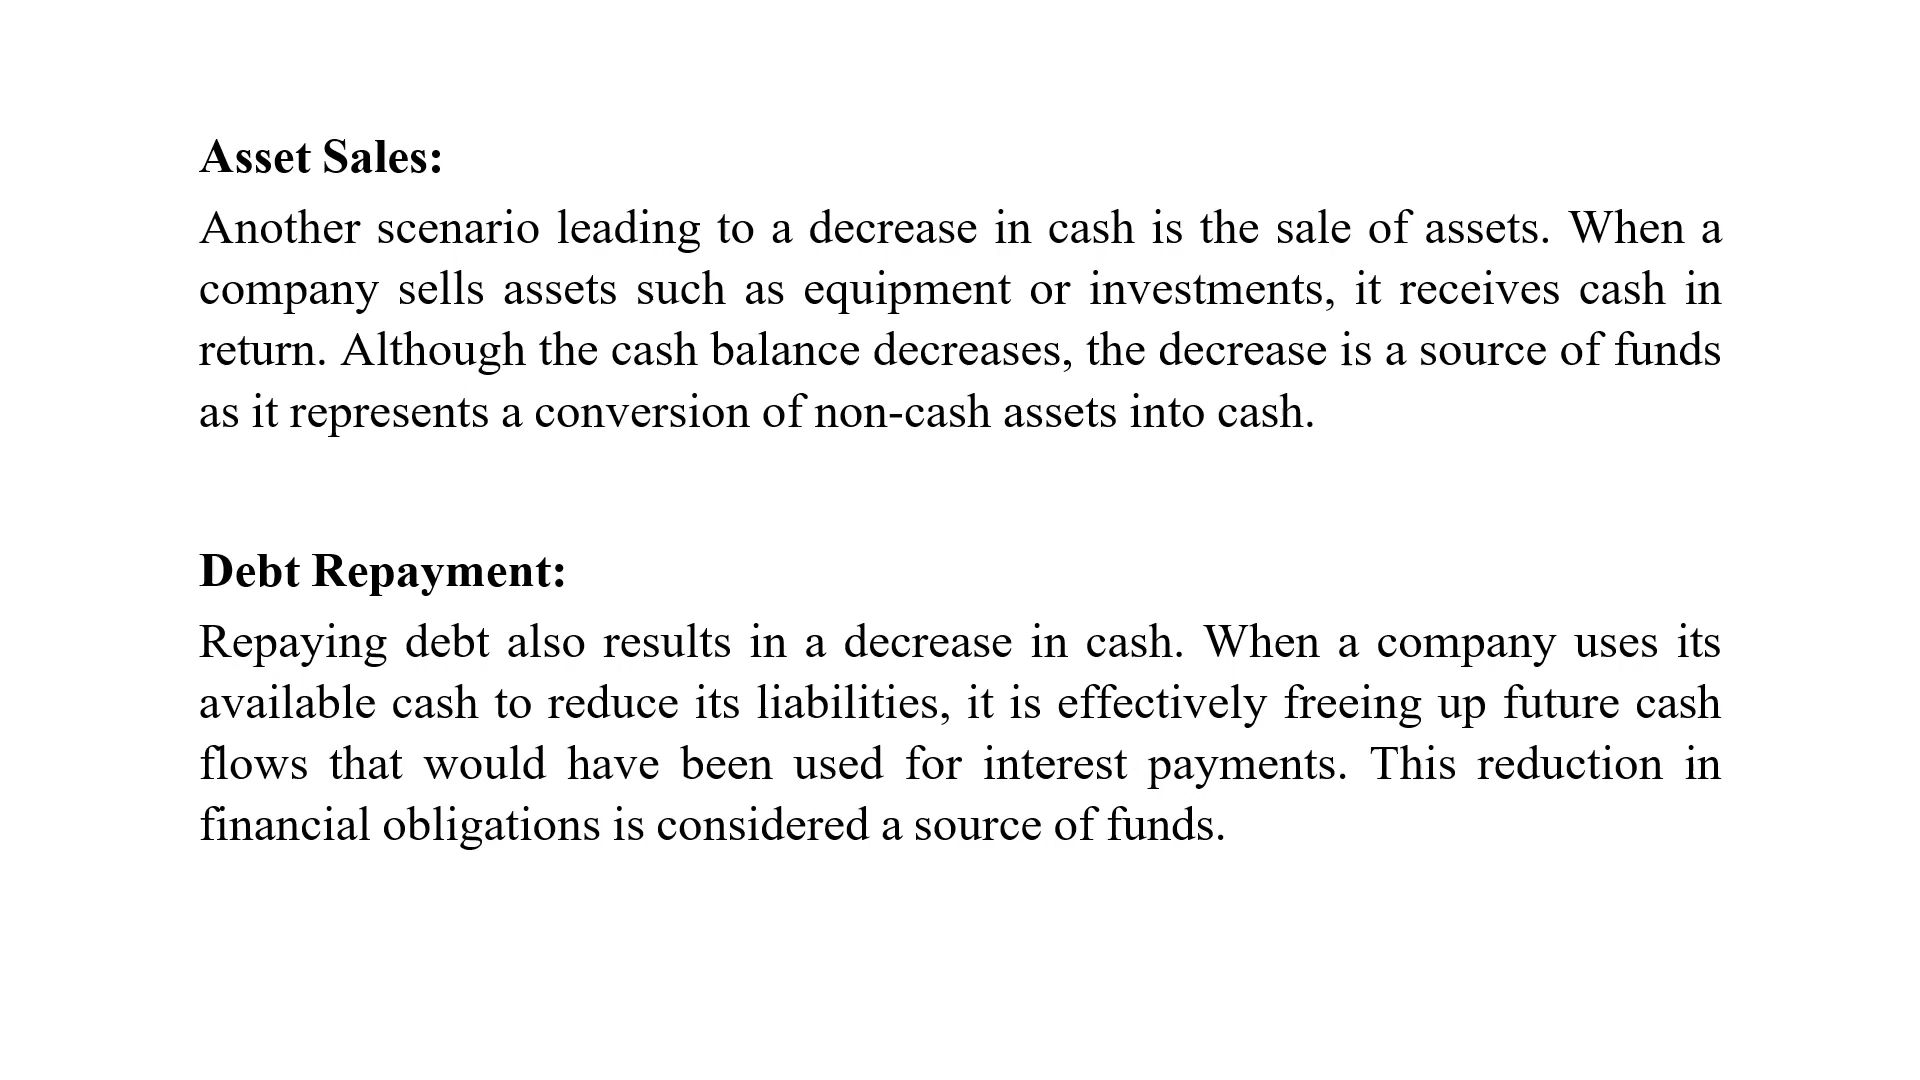 Asset Sales:
Another scenario leading to a decrease in cash is the sale of assets. When a
company sells assets such as equipment or investments, it receives cash in
return. Although the cash balance decreases, the decrease is a source of funds
as it represents a conversion of non-cash assets into cash.
Debt Repayment:
Repaying debt also results in a decrease in cash. When a company uses its
available cash to reduce its liabilities, it is effectively freeing up future cash
flows that would have been used for interest payments. This reduction in
financial obligations is considered a source of funds.